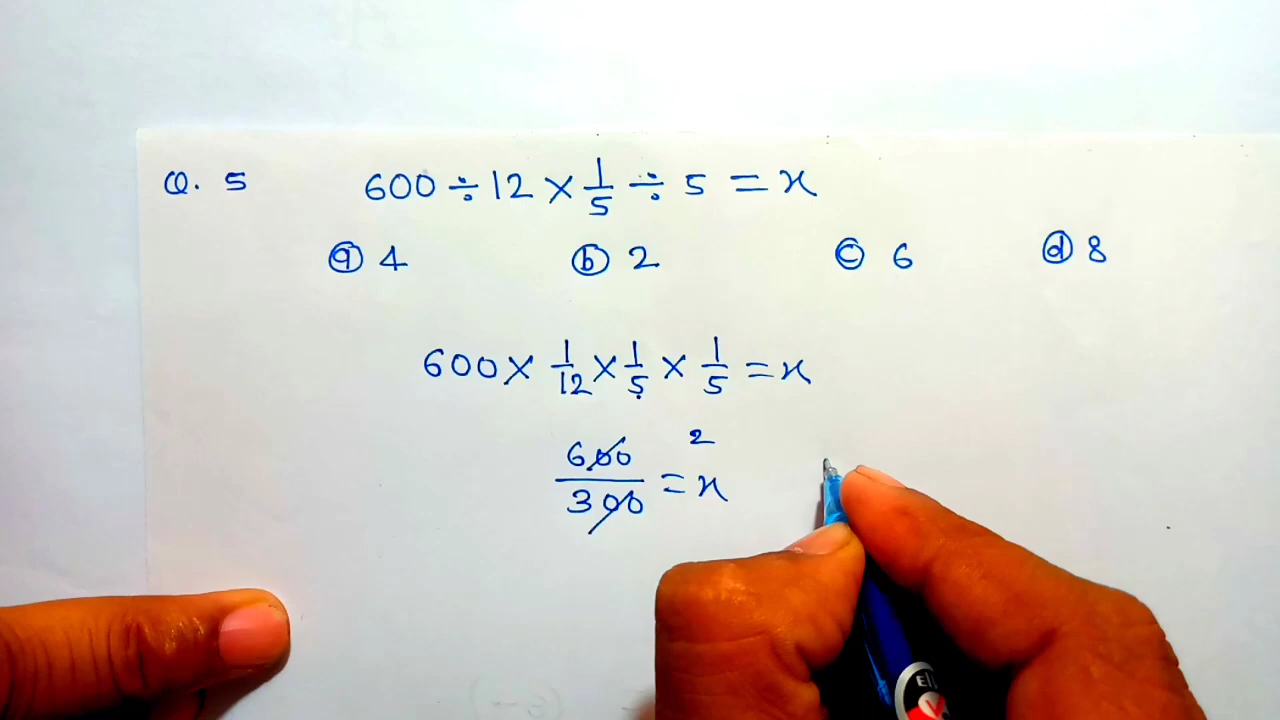 Q. 5 600 ÷ 12 × 1/5 ÷ 5 = x
ⓐ 4 ⓑ 2 ⓒ 6 ⓓ 8
600 × 1/12 × 1/5 × 1/5 = x
600/300 = x 2